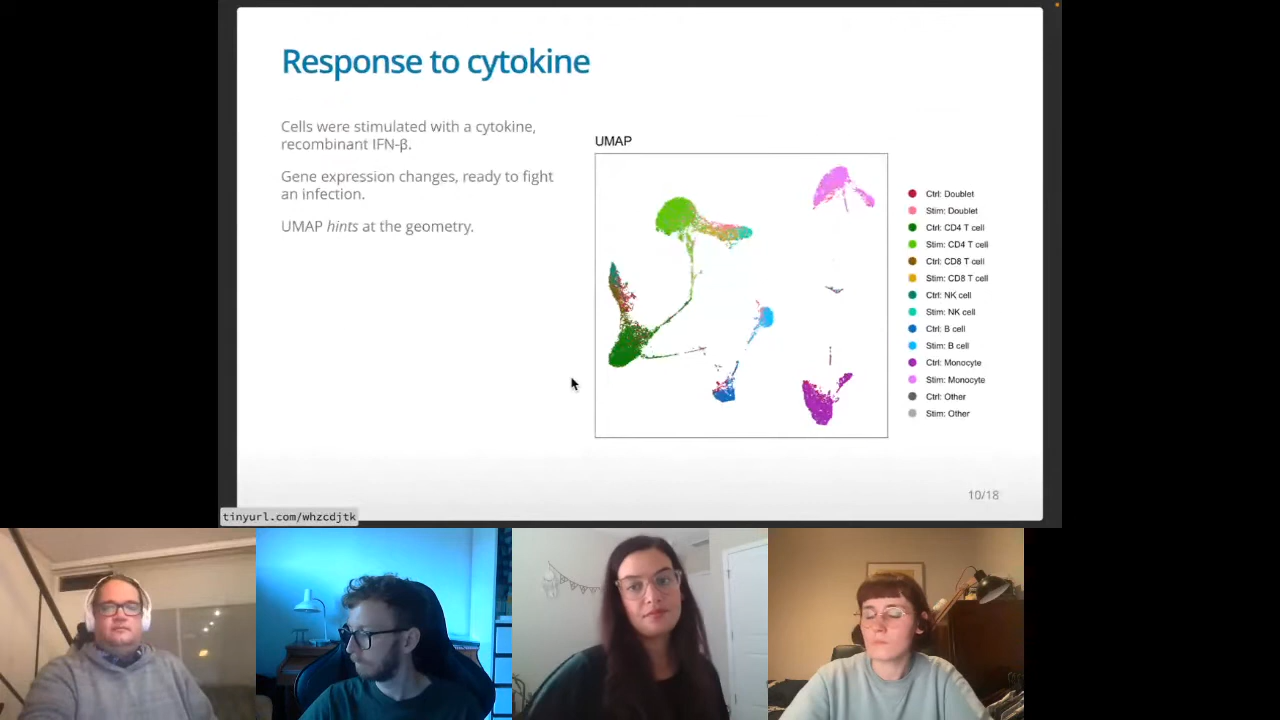 Response to cytokine
Cells were stimulated with a cytokine,
recombinant IFN-β.
Gene expression changes, ready to fight
an infection.
UMAP hints at the geometry.
UMAP
Ctrl: Doublet
Stim: Doublet
Ctrl: CD4 T cell
Stim: CD4 T cell
Ctrl: CD8 T cell
Stim: CD8 T cell
Ctrl: NK cell
Stim: NK cell
Ctrl: B cell
Stim: B cell
Ctrl: Monocyte
Stim: Monocyte
Ctrl: Other
Stim: Other
10/18
tinyurl.com/whzcdjtk